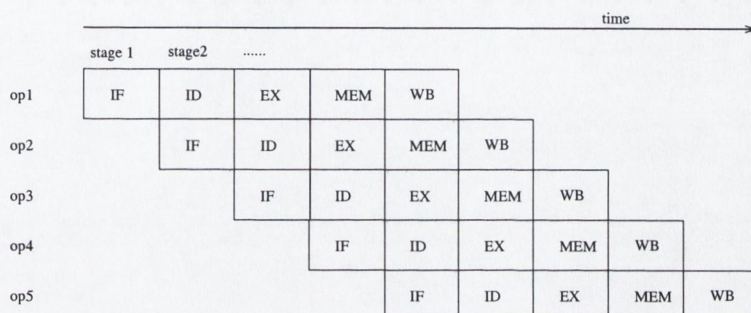 time
stage 1 stage2 ......
op1 IF ID EX MEM WB
op2 IF ID EX MEM WB
op3 IF ID EX MEM WB
op4 IF ID EX MEM WB
op5 IF ID EX MEM WB